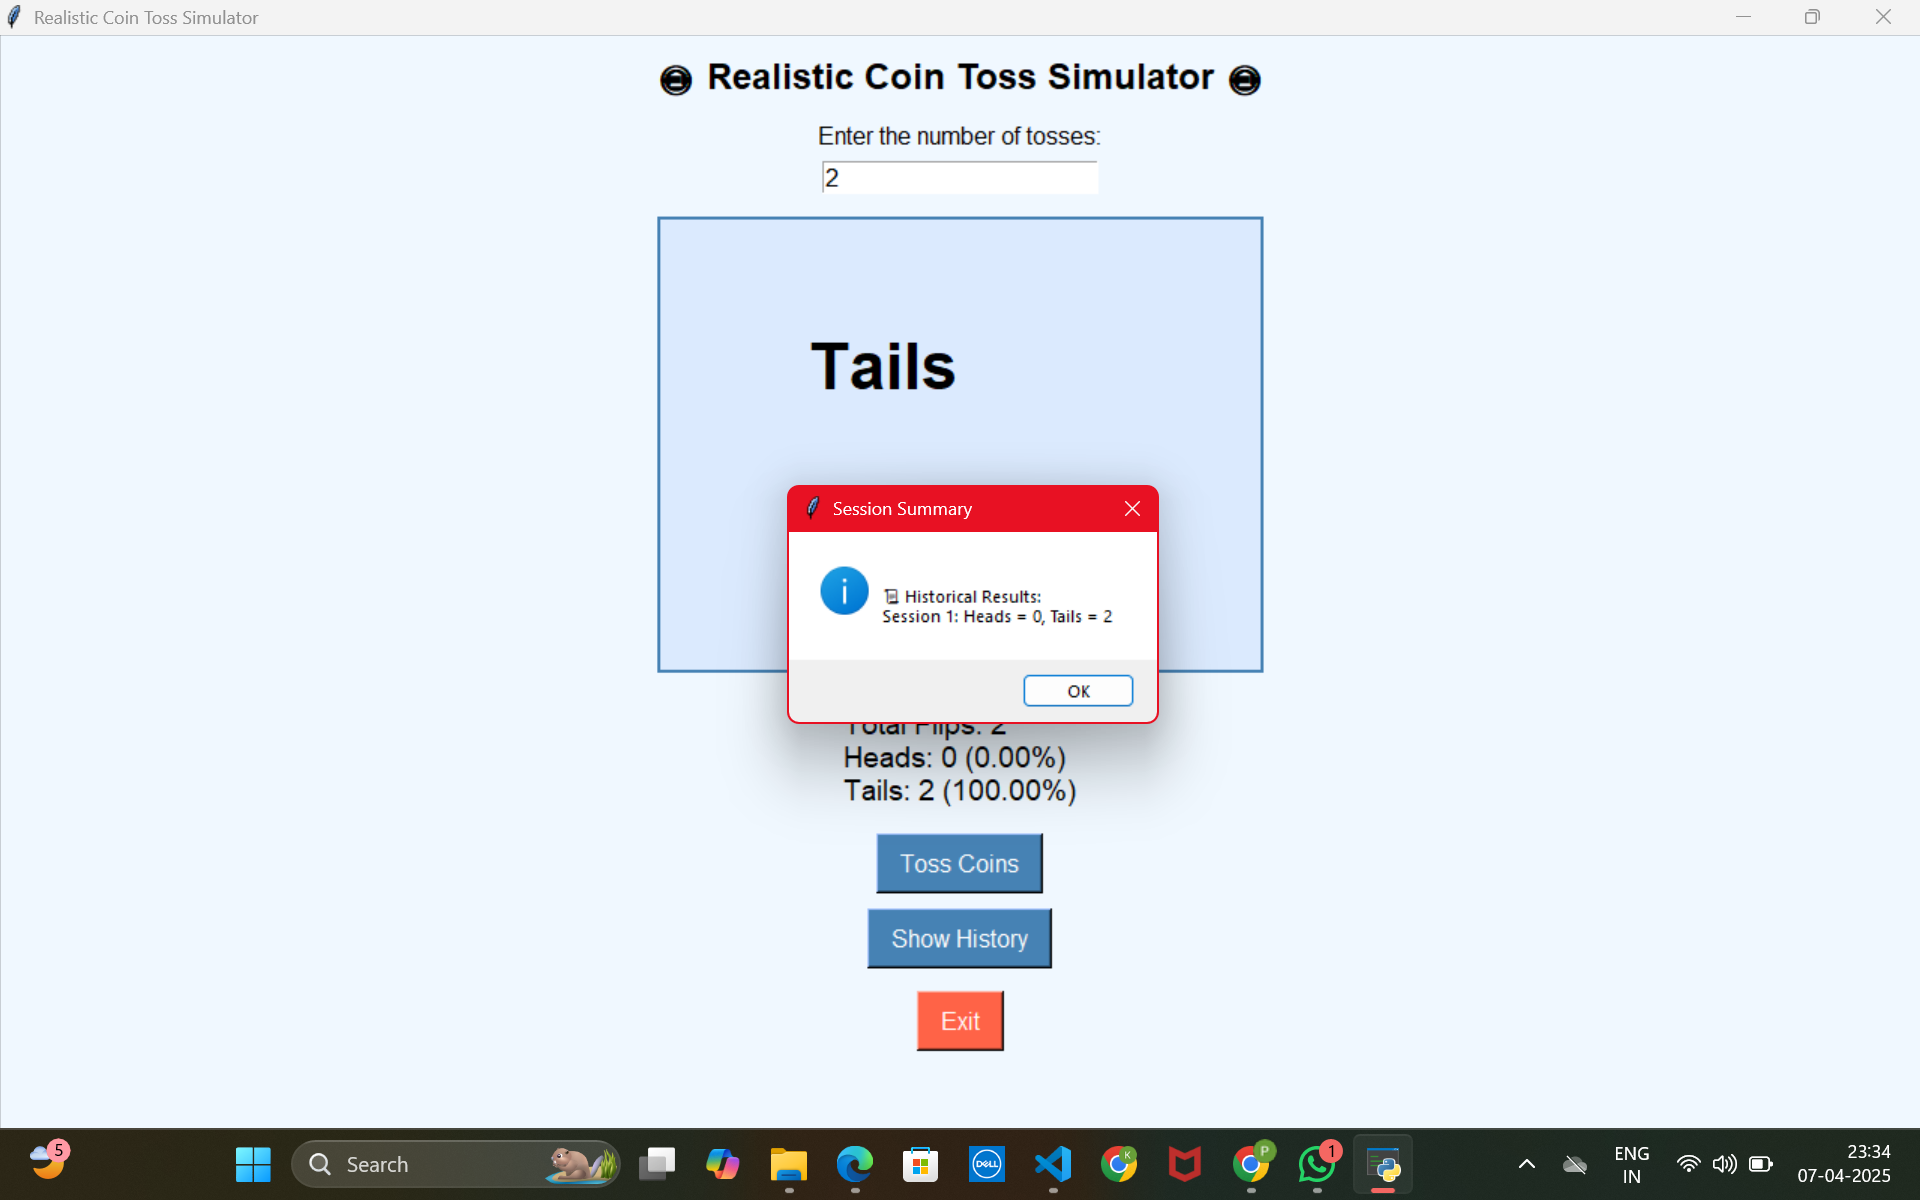 Realistic Coin Toss Simulator
Realistic Coin Toss Simulator
Enter the number of tosses:
2
Tails
Session Summary
Historical Results:
Session 1: Heads = 0, Tails = 2
OK
Total Flips: 2
Heads: 0 (0.00%)
Tails: 2 (100.00%)
Toss Coins
Show History
Exit
5
Search
DELL
K
P
1
ENG
IN
23:34
07-04-2025